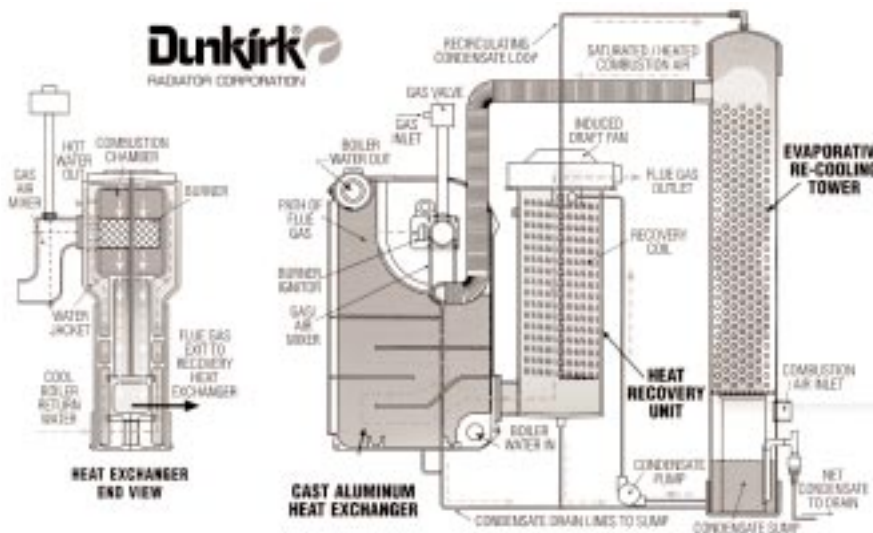 Dunkirk
RADIATOR CORPORATION
RECIRCULATING
CONDENSATE LOOP
SATURATED / HEATED
COMBUSTION AIR
GAS VALVE
GAS
INLET
INDUCED
DRAFT FAN
BOILER
WATER OUT
FLUE GAS
OUTLET
EVAPORATIVE
RE-COOLING
TOWER
COMBUSTION
CHAMBER
HOT
WATER
OUT
GAS
AIR
MIXER
BURNER
PATH OF
FLUE
GAS
RECOVERY
COIL
BURNER
IGNITOR
GAS/
AIR
MIXER
WATER
JACKET
FLUE GAS
EXIT TO
RECOVERY
HEAT
EXCHANGER
COOL
BOILER
RETURN
WATER
HEAT
RECOVERY
UNIT
COMBUSTION
AIR INLET
BOILER
WATER IN
HEAT EXCHANGER
END VIEW
CAST ALUMINUM
HEAT EXCHANGER
CONDENSATE
PUMP
NET
CONDENSATE
TO DRAIN
CONDENSATE DRAIN LINES TO SUMP
CONDENSATE SUMP